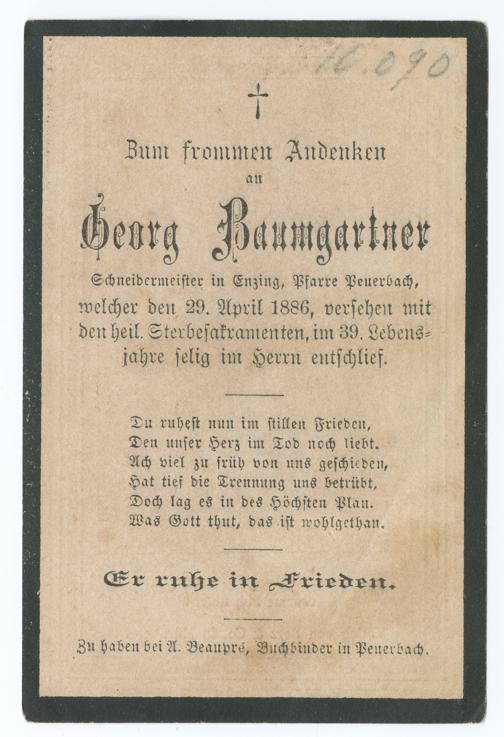 10.090
Zum frommen Andenken
an
Georg Baumgartner
Schneidermeister in Enzing, Pfarre Peuerbach,
welcher den 29. April 1886, versehen mit
den heil. Sterbesakramenten, im 39. Lebens-
jahre selig im Herrn entschlief.
Du ruhest nun im stillen Frieden,
Den unser Herz im Tod noch liebt.
Ach viel zu früh von uns geschieden,
Hat tief die Trennung uns betrübt,
Doch lag es in des Höchsten Plan.
Was Gott thut, das ist wohlgethan.
Er ruhe in Frieden.
Zu haben bei A. Beaupré, Buchbinder in Peuerbach.